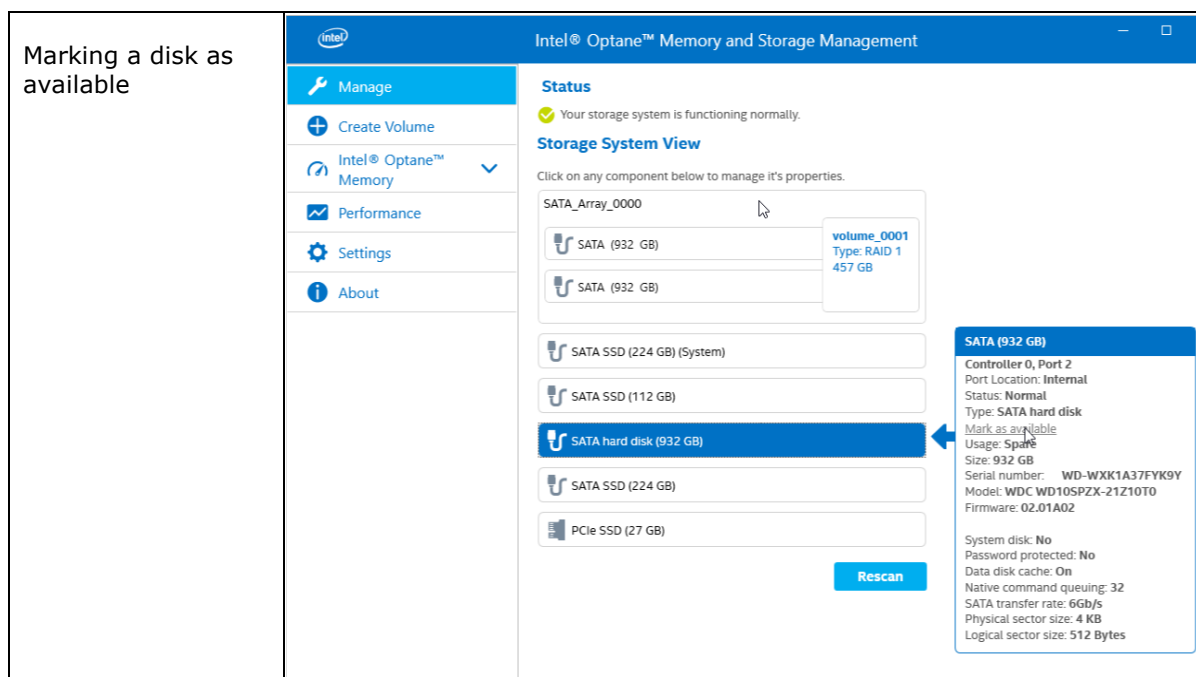 Marking a disk as
available
intel
Intel® Optane™ Memory and Storage Management
Manage
Create Volume
Intel® Optane™
Memory
Performance
Settings
About
Status
Your storage system is functioning normally.
Storage System View
Click on any component below to manage it's properties.
SATA_Array_0000
SATA (932 GB)
SATA (932 GB)
volume_0001
Type: RAID 1
457 GB
SATA SSD (224 GB) (System)
SATA SSD (112 GB)
SATA hard disk (932 GB)
SATA SSD (224 GB)
PCIe SSD (27 GB)
Rescan
SATA (932 GB)
Controller 0, Port 2
Port Location: Internal
Status: Normal
Type: SATA hard disk
Mark as available
Usage: Spare
Size: 932 GB
Serial number: WD-WXK1A37FYK9Y
Model: WDC WD10SPZX-21Z10T0
Firmware: 02.01A02
System disk: No
Password protected: No
Data disk cache: On
Native command queuing: 32
SATA transfer rate: 6Gb/s
Physical sector size: 4 KB
Logical sector size: 512 Bytes